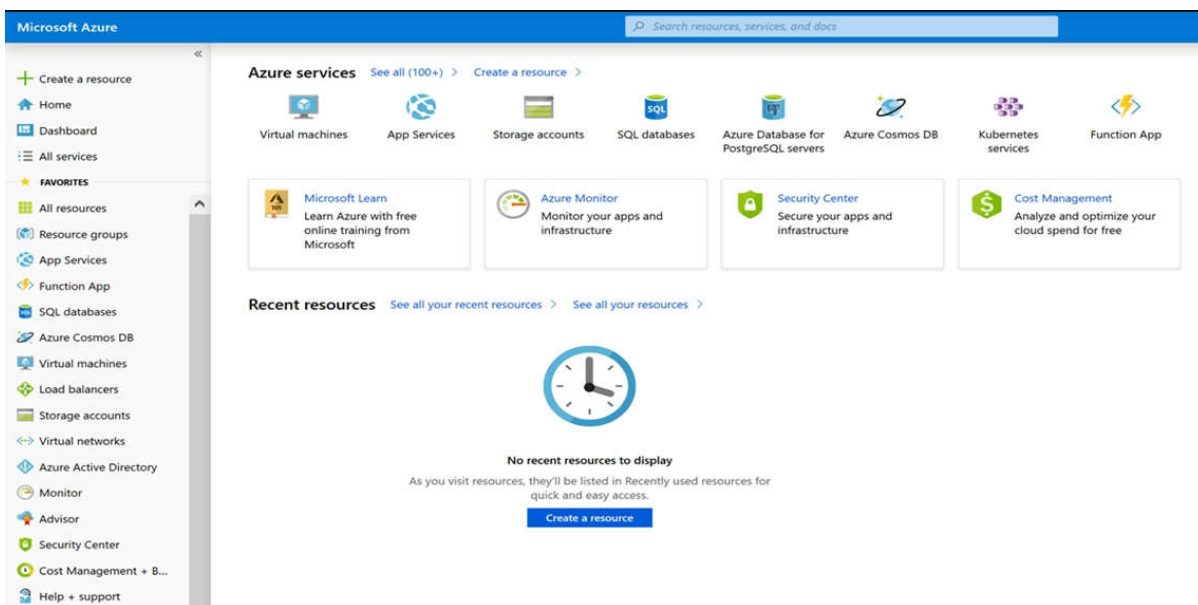 Microsoft Azure
Search resources, services, and docs
«
Create a resource
Home
Dashboard
All services
FAVORITES
All resources
Resource groups
App Services
Function App
SQL databases
Azure Cosmos DB
Virtual machines
Load balancers
Storage accounts
Virtual networks
Azure Active Directory
Monitor
Advisor
Security Center
Cost Management + B...
Help + support
Azure services See all (100+) > Create a resource >
SQL
Virtual machines App Services Storage accounts SQL databases Azure Database for Azure Cosmos DB Kubernetes Function App
PostgreSQL servers services
Microsoft Learn
Learn Azure with free
online training from
Microsoft
Azure Monitor
Monitor your apps and
infrastructure
Security Center
Secure your apps and
infrastructure
$
Cost Management
Analyze and optimize your
cloud spend for free
Recent resources See all your recent resources > See all your resources >
No recent resources to display
As you visit resources, they'll be listed in Recently used resources for
quick and easy access.
Create a resource